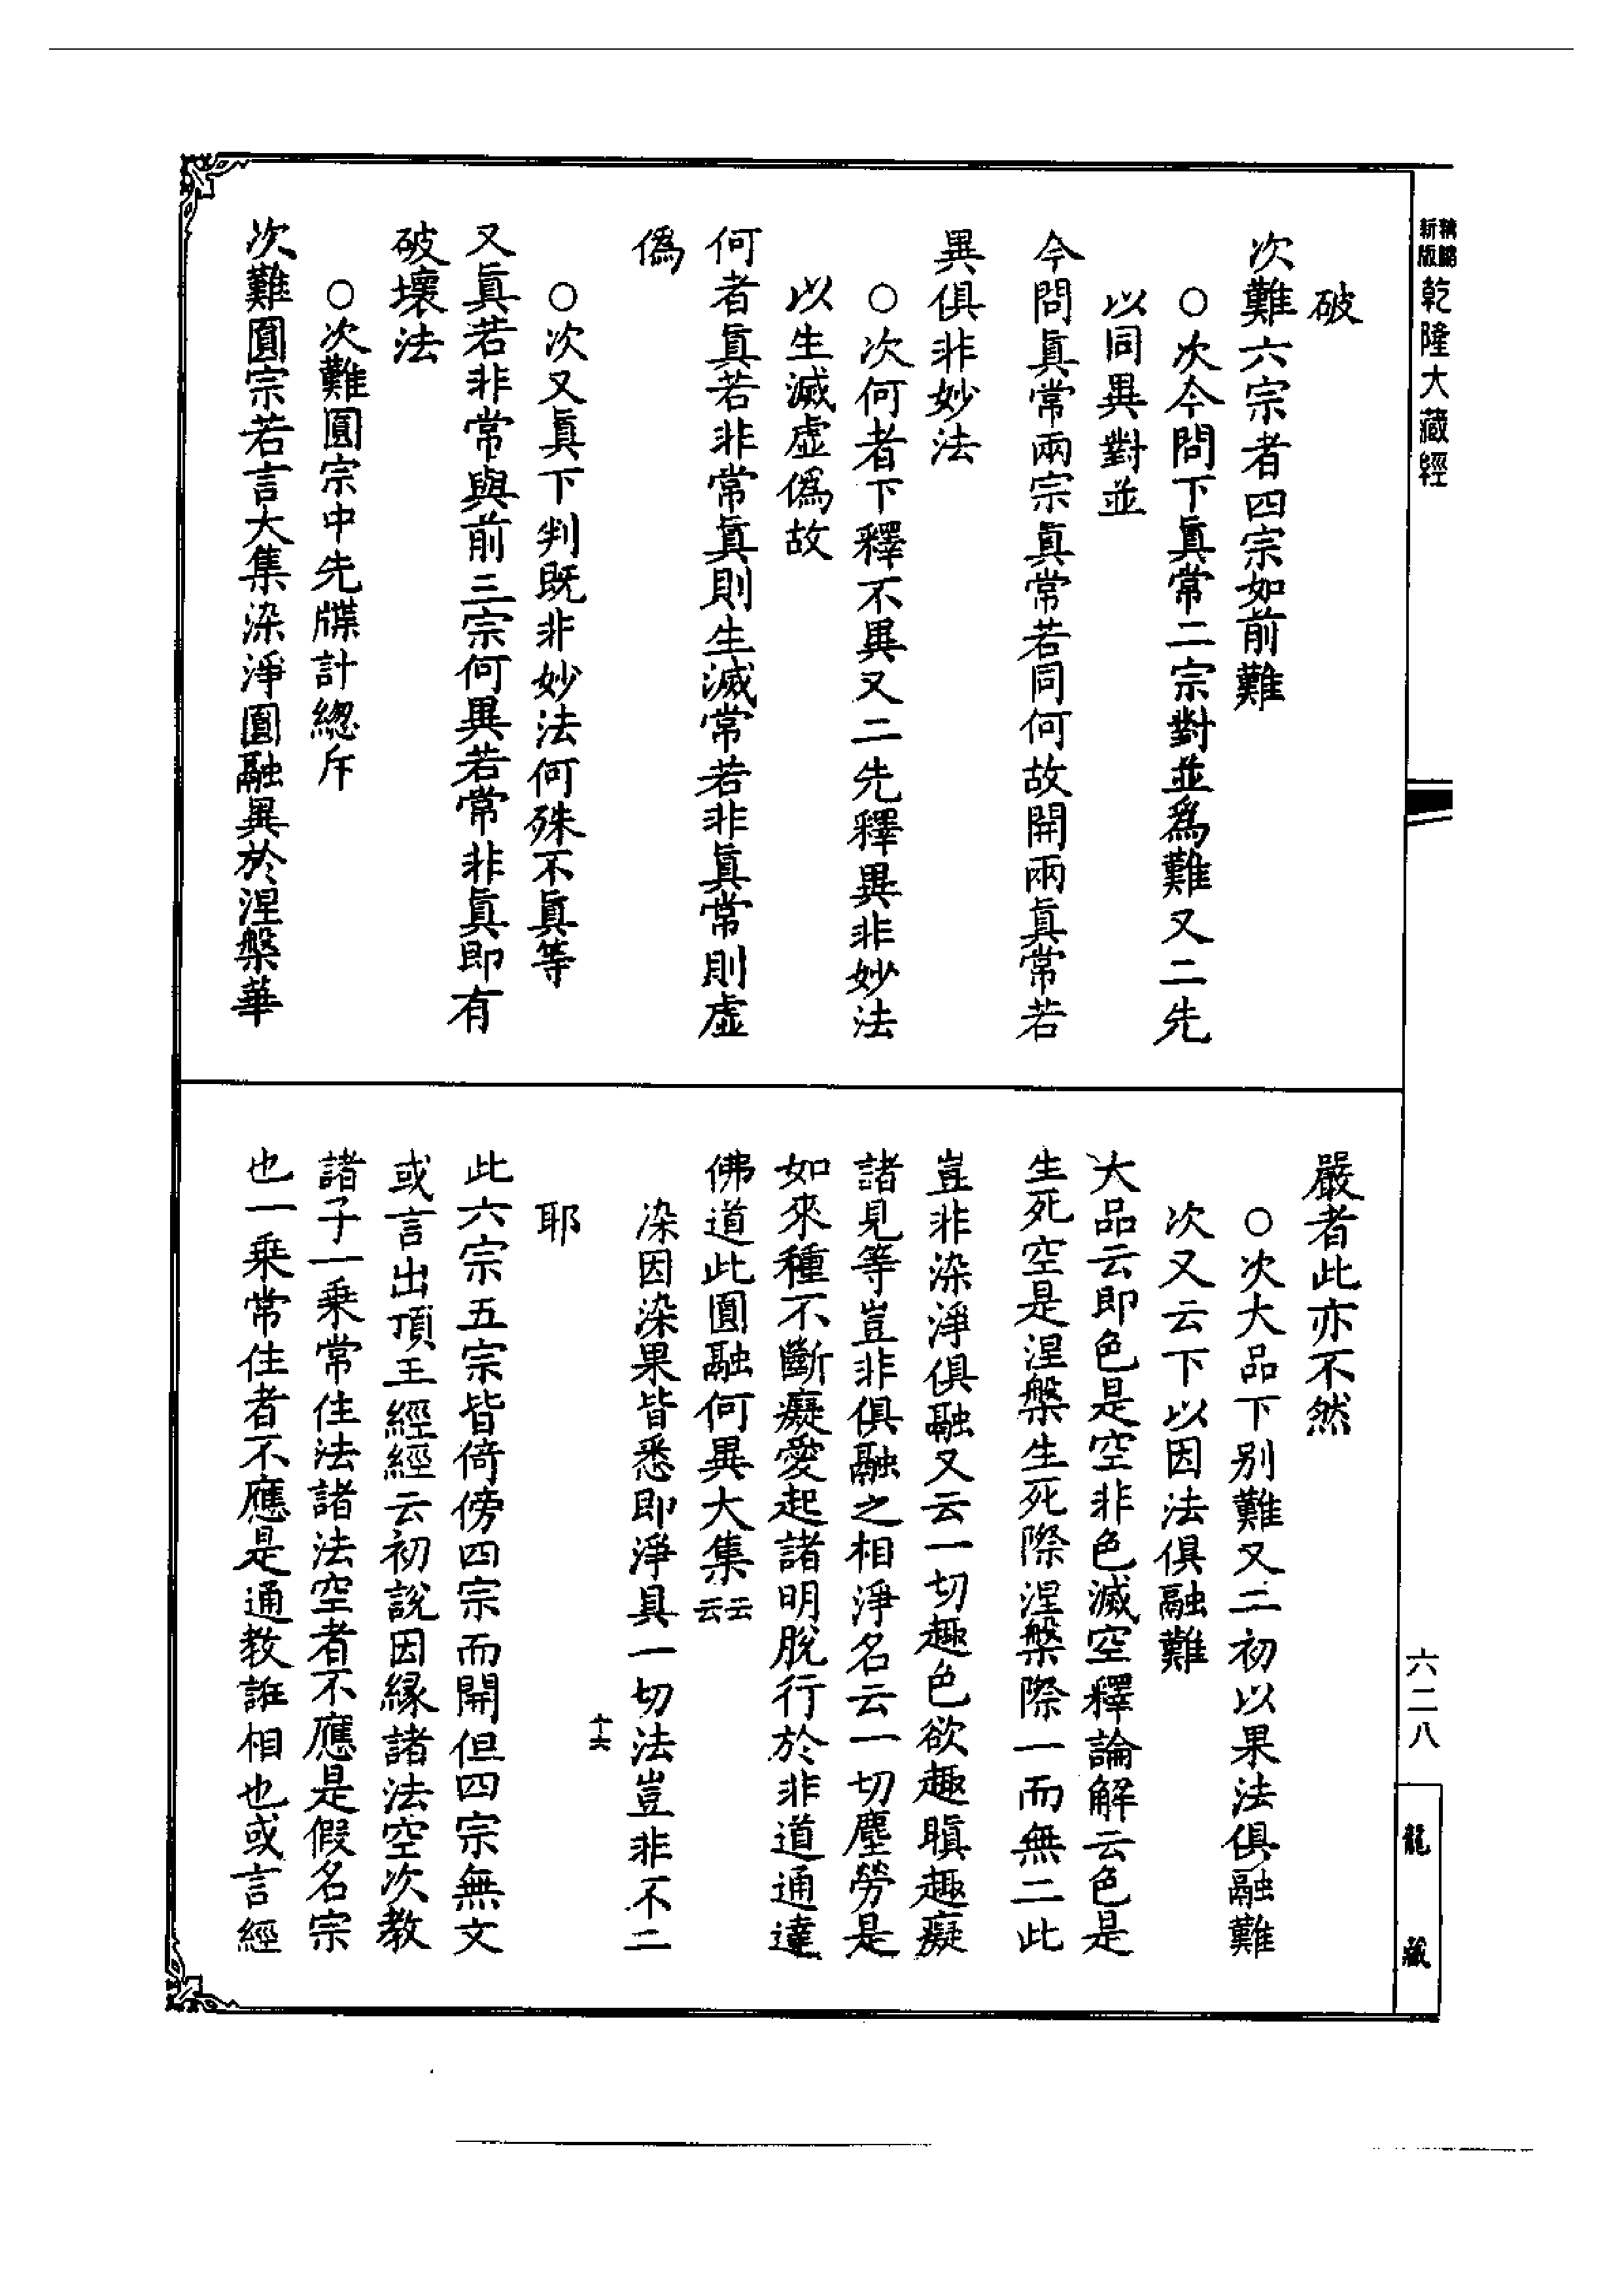 新版精縮乾隆大藏經
破
次難六宗者四宗如前難
○次今問下眞常二宗對並爲難又二先
以同異對並
今問眞常兩宗眞常若同何故開兩眞常若
異俱非妙法
○次何者下釋不異又二先釋異非妙法
以生滅虛僞故
何者眞若非常眞則生滅常若非眞常則虛
僞
○次又眞下判既非妙法何殊不眞等
又眞若非常與前三宗何異若常非眞即有
破壞法
○次難圓宗中先牒計總斥
次難圓宗若言大集染淨圓融異於涅槃華
嚴者此亦不然
○次大品下别難又二初以果法俱融難
次又云下以因法俱融難
大品云即色是空非色滅空釋論解云色是
生死空是涅槃生死際涅槃際一而無二此
豈非染淨俱融又云一切趣色欲趣瞋趣癡
諸見等豈非俱融之相淨名云一切塵勞是
如來種不斷癡愛起諸明脫行於非道通達
佛道此圓融何異大集云云
染因染果皆悉即淨具一切法豈非不二
十六
耶
此六宗五宗皆倚傍四宗而開但四宗無文
或言出頂王經經云初說因緣諸法空次教
諸子一乘常住法諸法空者不應是假名宗
也一乘常住者不應是通教誑相也或言經
六二八
龍藏